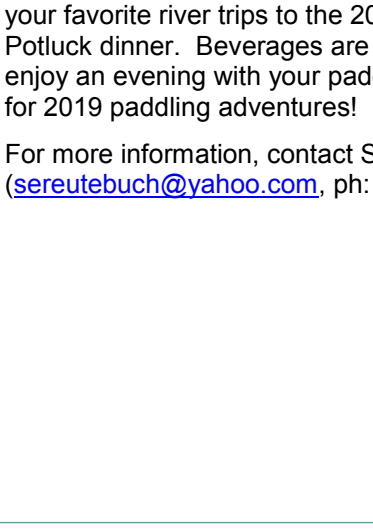 your favorite river trips to the 20
Potluck dinner.  Beverages are
enjoy an evening with your pad
for 2019 paddling adventures!
For more information, contact S
(sereutebuch@yahoo.com, ph: